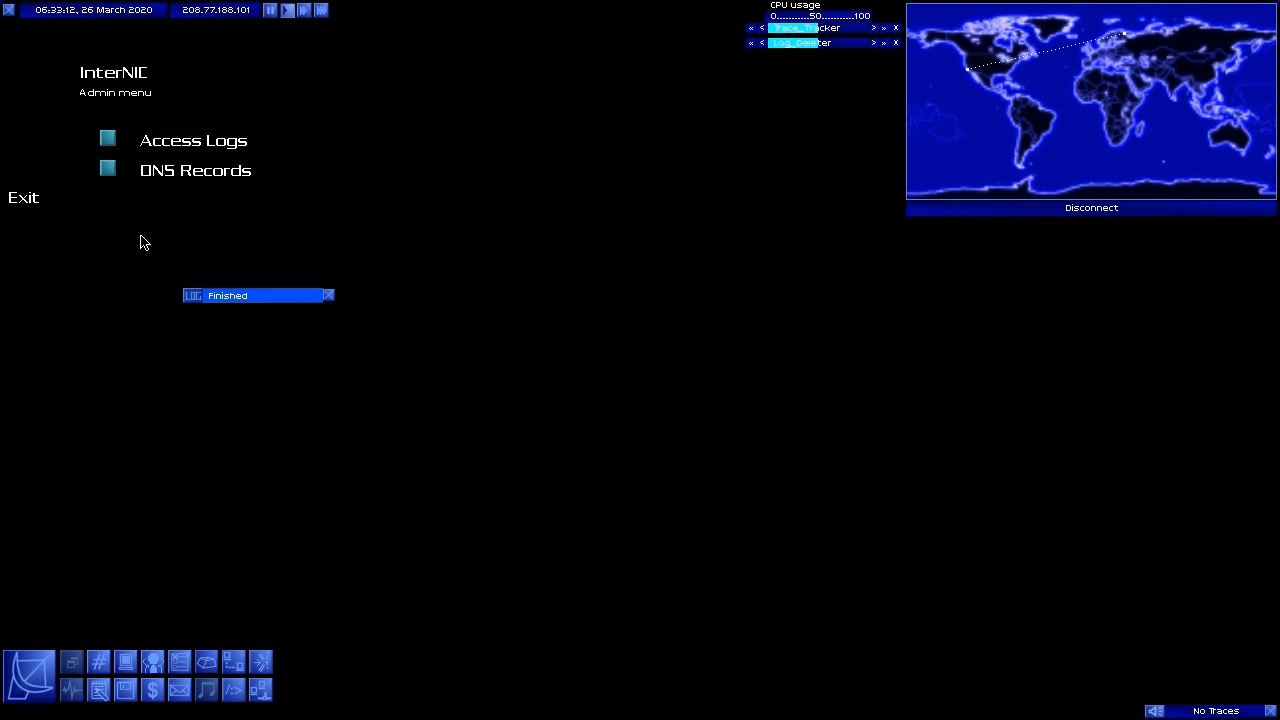 06:33:12, 26 March 2020
208.77.188.101
CPU usage
0...........50...........100
« < Trace_Tracker > » x
« < Log_Deleter > » x
InterNIC
Admin menu
Access Logs
DNS Records
Exit
Disconnect
LOG Finished
No Traces